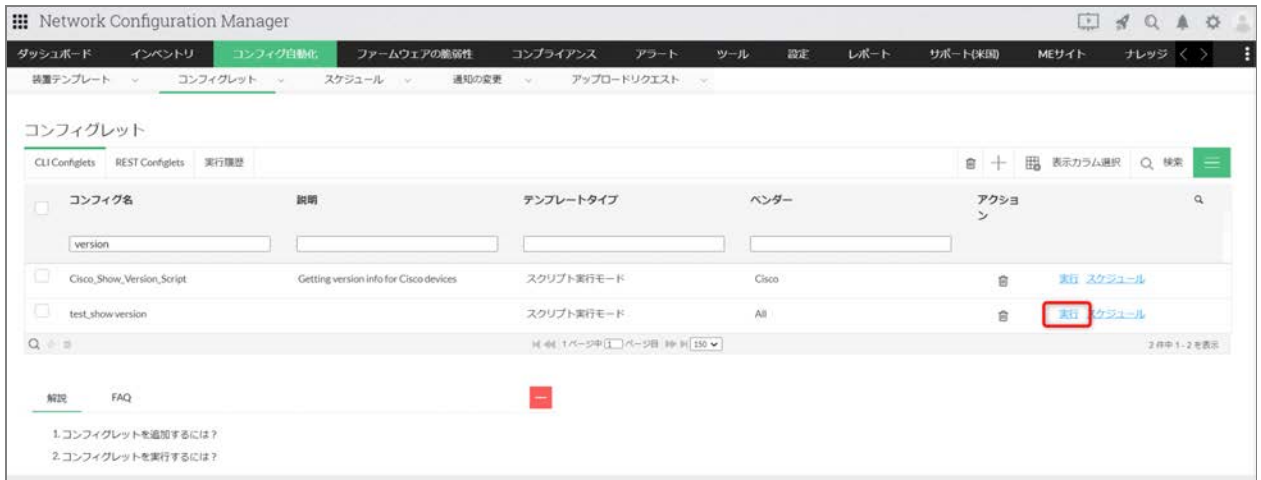 Network Configuration Manager
ダッシュボード インベントリ コンフィグ自動化 ファームウェアの脆弱性 コンプライアンス アラート ツール 設定 レポート サポート(米国) MEサイト ナレッジ
装置テンプレート コンフィグレット スケジュール 通知の変更 アップロードリクエスト
コンフィグレット
CLI Configlets REST Configlets 実行履歴 表示カラム選択 検索
コンフィグ名 説明 テンプレートタイプ ベンダー アクショ
ン
version
Cisco_Show_Version_Script Getting version info for Cisco devices スクリプト実行モード Cisco 実行 スケジュール
test_show version スクリプト実行モード All 実行 スケジュール
1 ページ中 1 ページ目 150 2 件中 1 - 2 を表示
解説 FAQ
1. コンフィグレットを追加するには？
2. コンフィグレットを実行するには？